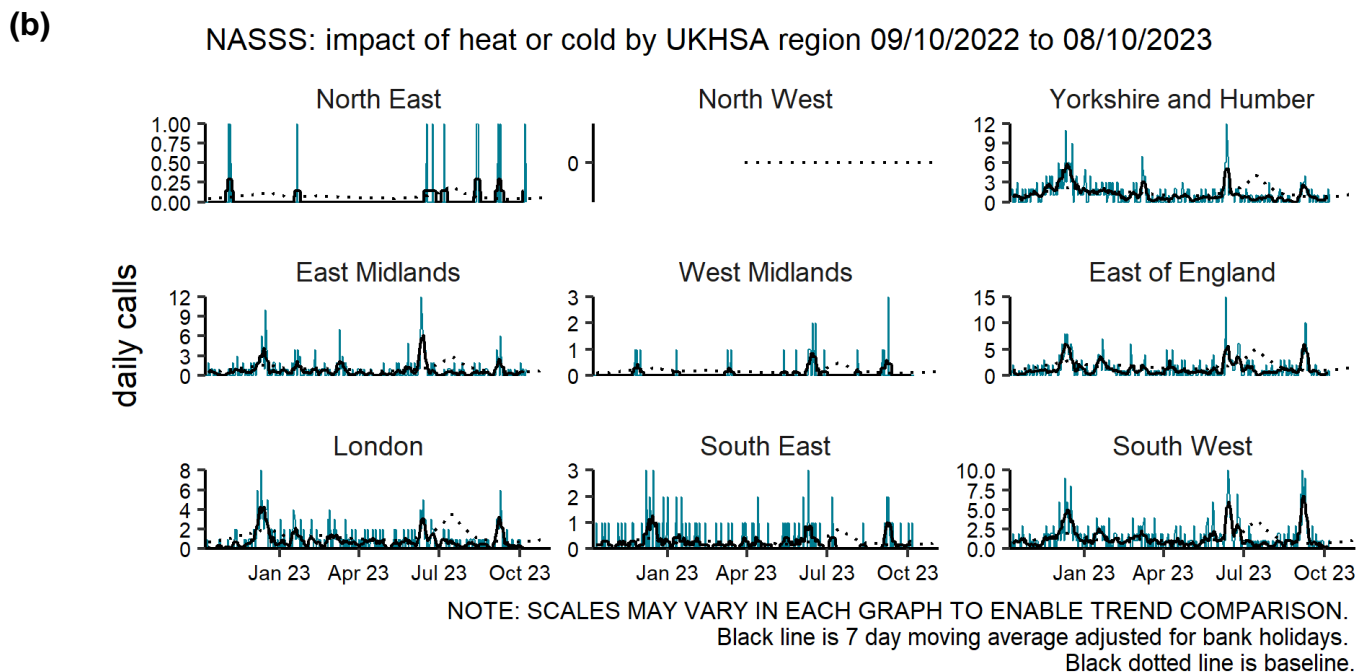 (b)
NASSS: impact of heat or cold by UKHSA region 09/10/2022 to 08/10/2023
North East
North West
Yorkshire and Humber
1.00
0.75
0.50
0.25
0.00
0
12
9
6
3
0
daily calls
East Midlands
West Midlands
East of England
12
9
6
3
0
3
2
1
0
15
10
5
0
London
South East
South West
8
6
4
2
0
3
2
1
0
10.0
7.5
5.0
2.5
0.0
Jan 23 Apr 23 Jul 23 Oct 23
Jan 23 Apr 23 Jul 23 Oct 23
Jan 23 Apr 23 Jul 23 Oct 23
NOTE: SCALES MAY VARY IN EACH GRAPH TO ENABLE TREND COMPARISON.
Black line is 7 day moving average adjusted for bank holidays.
Black dotted line is baseline.